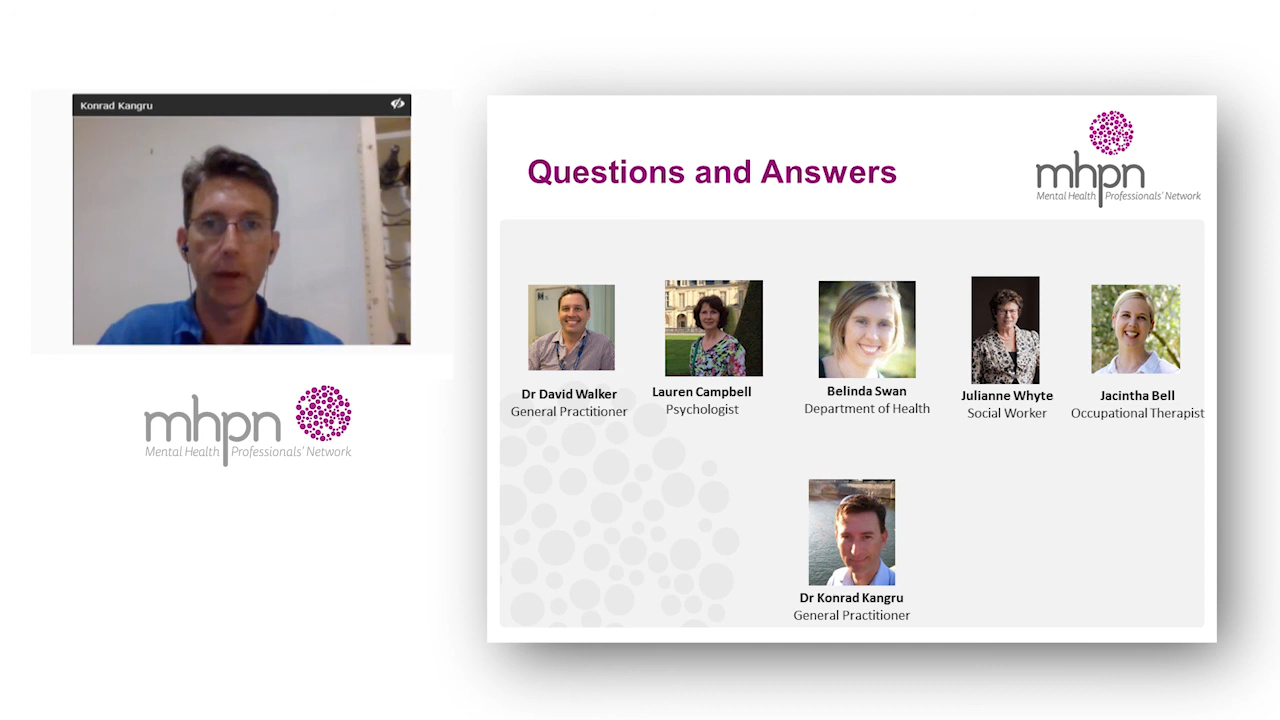 Konrad Kangru
mhpn
Mental Health Professionals' Network
Questions and Answers
mhpn
Mental Health Professionals' Network
Dr David Walker
General Practitioner
Lauren Campbell
Psychologist
Belinda Swan
Department of Health
Julianne Whyte
Social Worker
Jacintha Bell
Occupational Therapist
Dr Konrad Kangru
General Practitioner